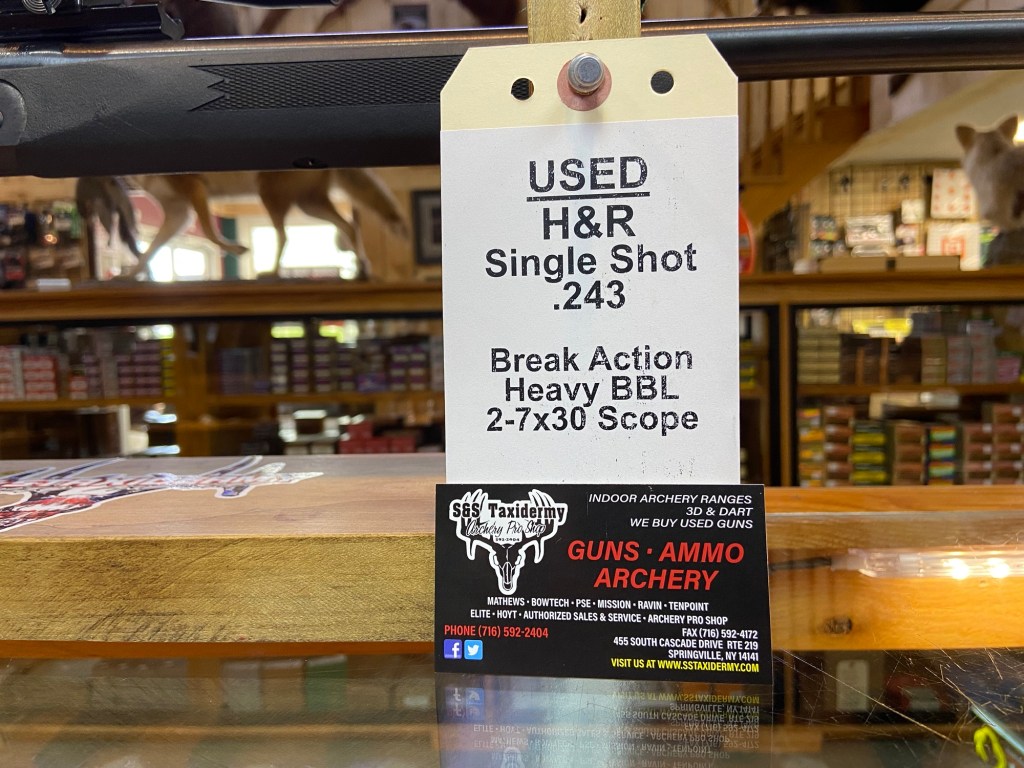 USED
H&R
Single Shot
.243
Break Action
Heavy BBL
2-7x30 Scope
S&S Taxidermy
Archery Pro Shop
INDOOR ARCHERY RANGES
3D & DART
WE BUY USED GUNS
GUNS • AMMO
ARCHERY
MATHEWS • BOWTECH • PSE • MISSION • RAVIN • TENPOINT
ELITE • HOYT • AUTHORIZED SALES & SERVICE • ARCHERY PRO SHOP
PHONE (716) 592-2404
FAX (716) 592-4172
455 SOUTH CASCADE DRIVE RTE 219
SPRINGVILLE, NY 14141
VISIT US AT WWW.SSTAXIDERMY.COM